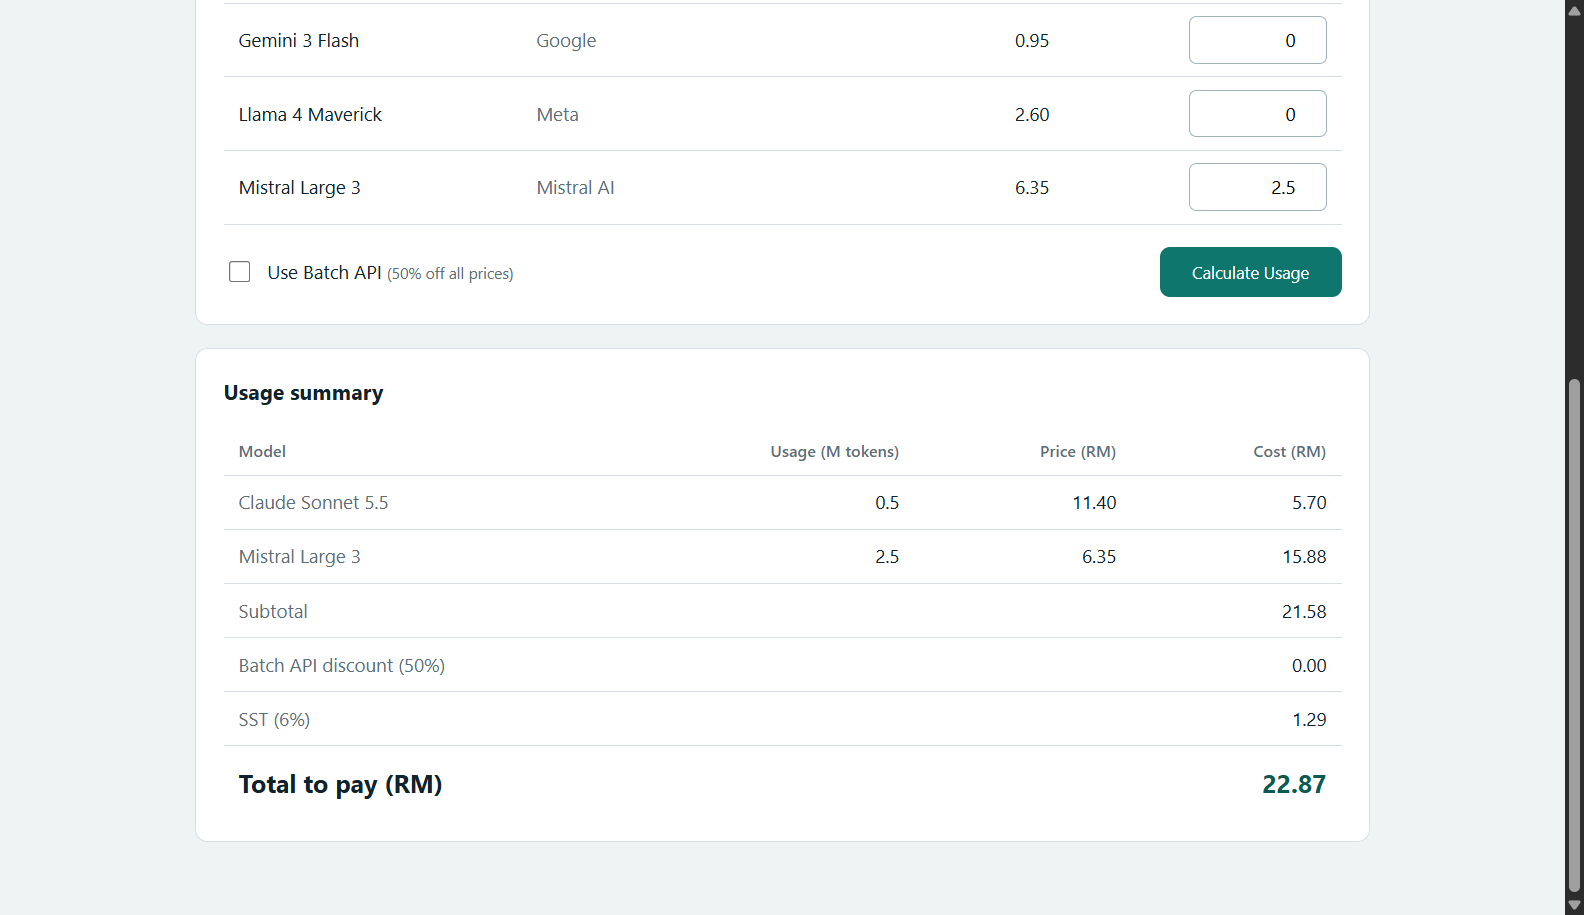 Gemini 3 Flash Google 0.95 0
Llama 4 Maverick Meta 2.60 0
Mistral Large 3 Mistral AI 6.35 2.5
Use Batch API (50% off all prices) Calculate Usage
Usage summary
Model Usage (M tokens) Price (RM) Cost (RM)
Claude Sonnet 5.5 0.5 11.40 5.70
Mistral Large 3 2.5 6.35 15.88
Subtotal 21.58
Batch API discount (50%) 0.00
SST (6%) 1.29
Total to pay (RM) 22.87